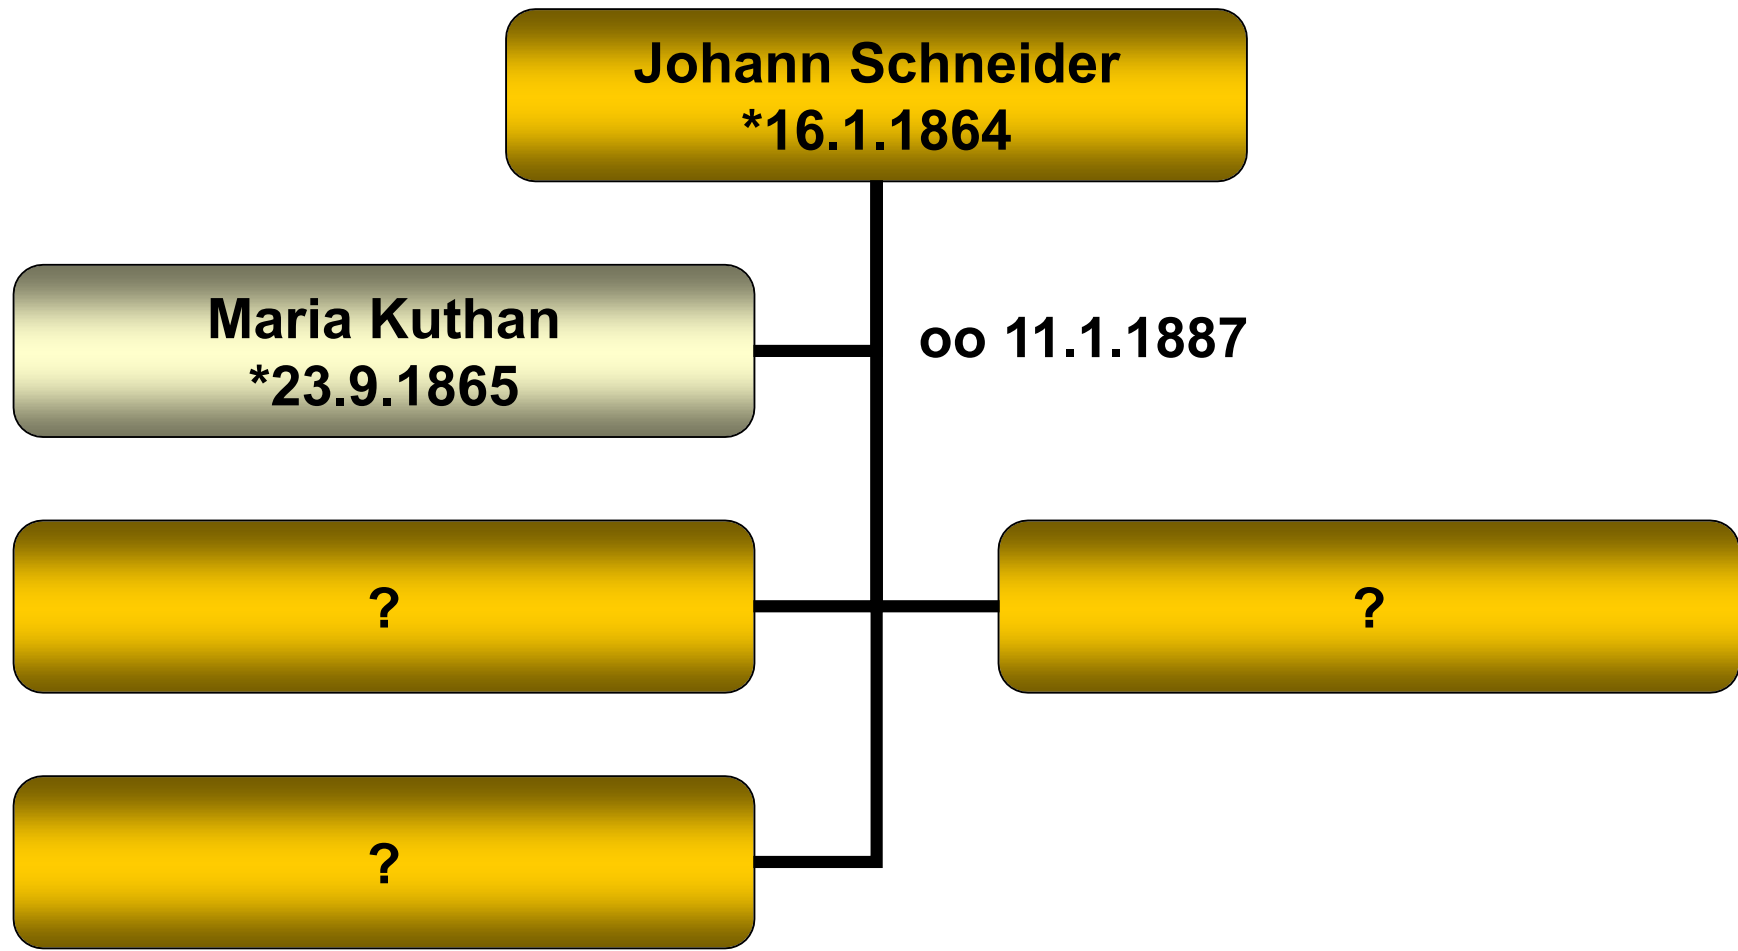 Johann Schneider
*16.1.1864
Maria Kuthan
*23.9.1865
oo 11.1.1887
?
?
?